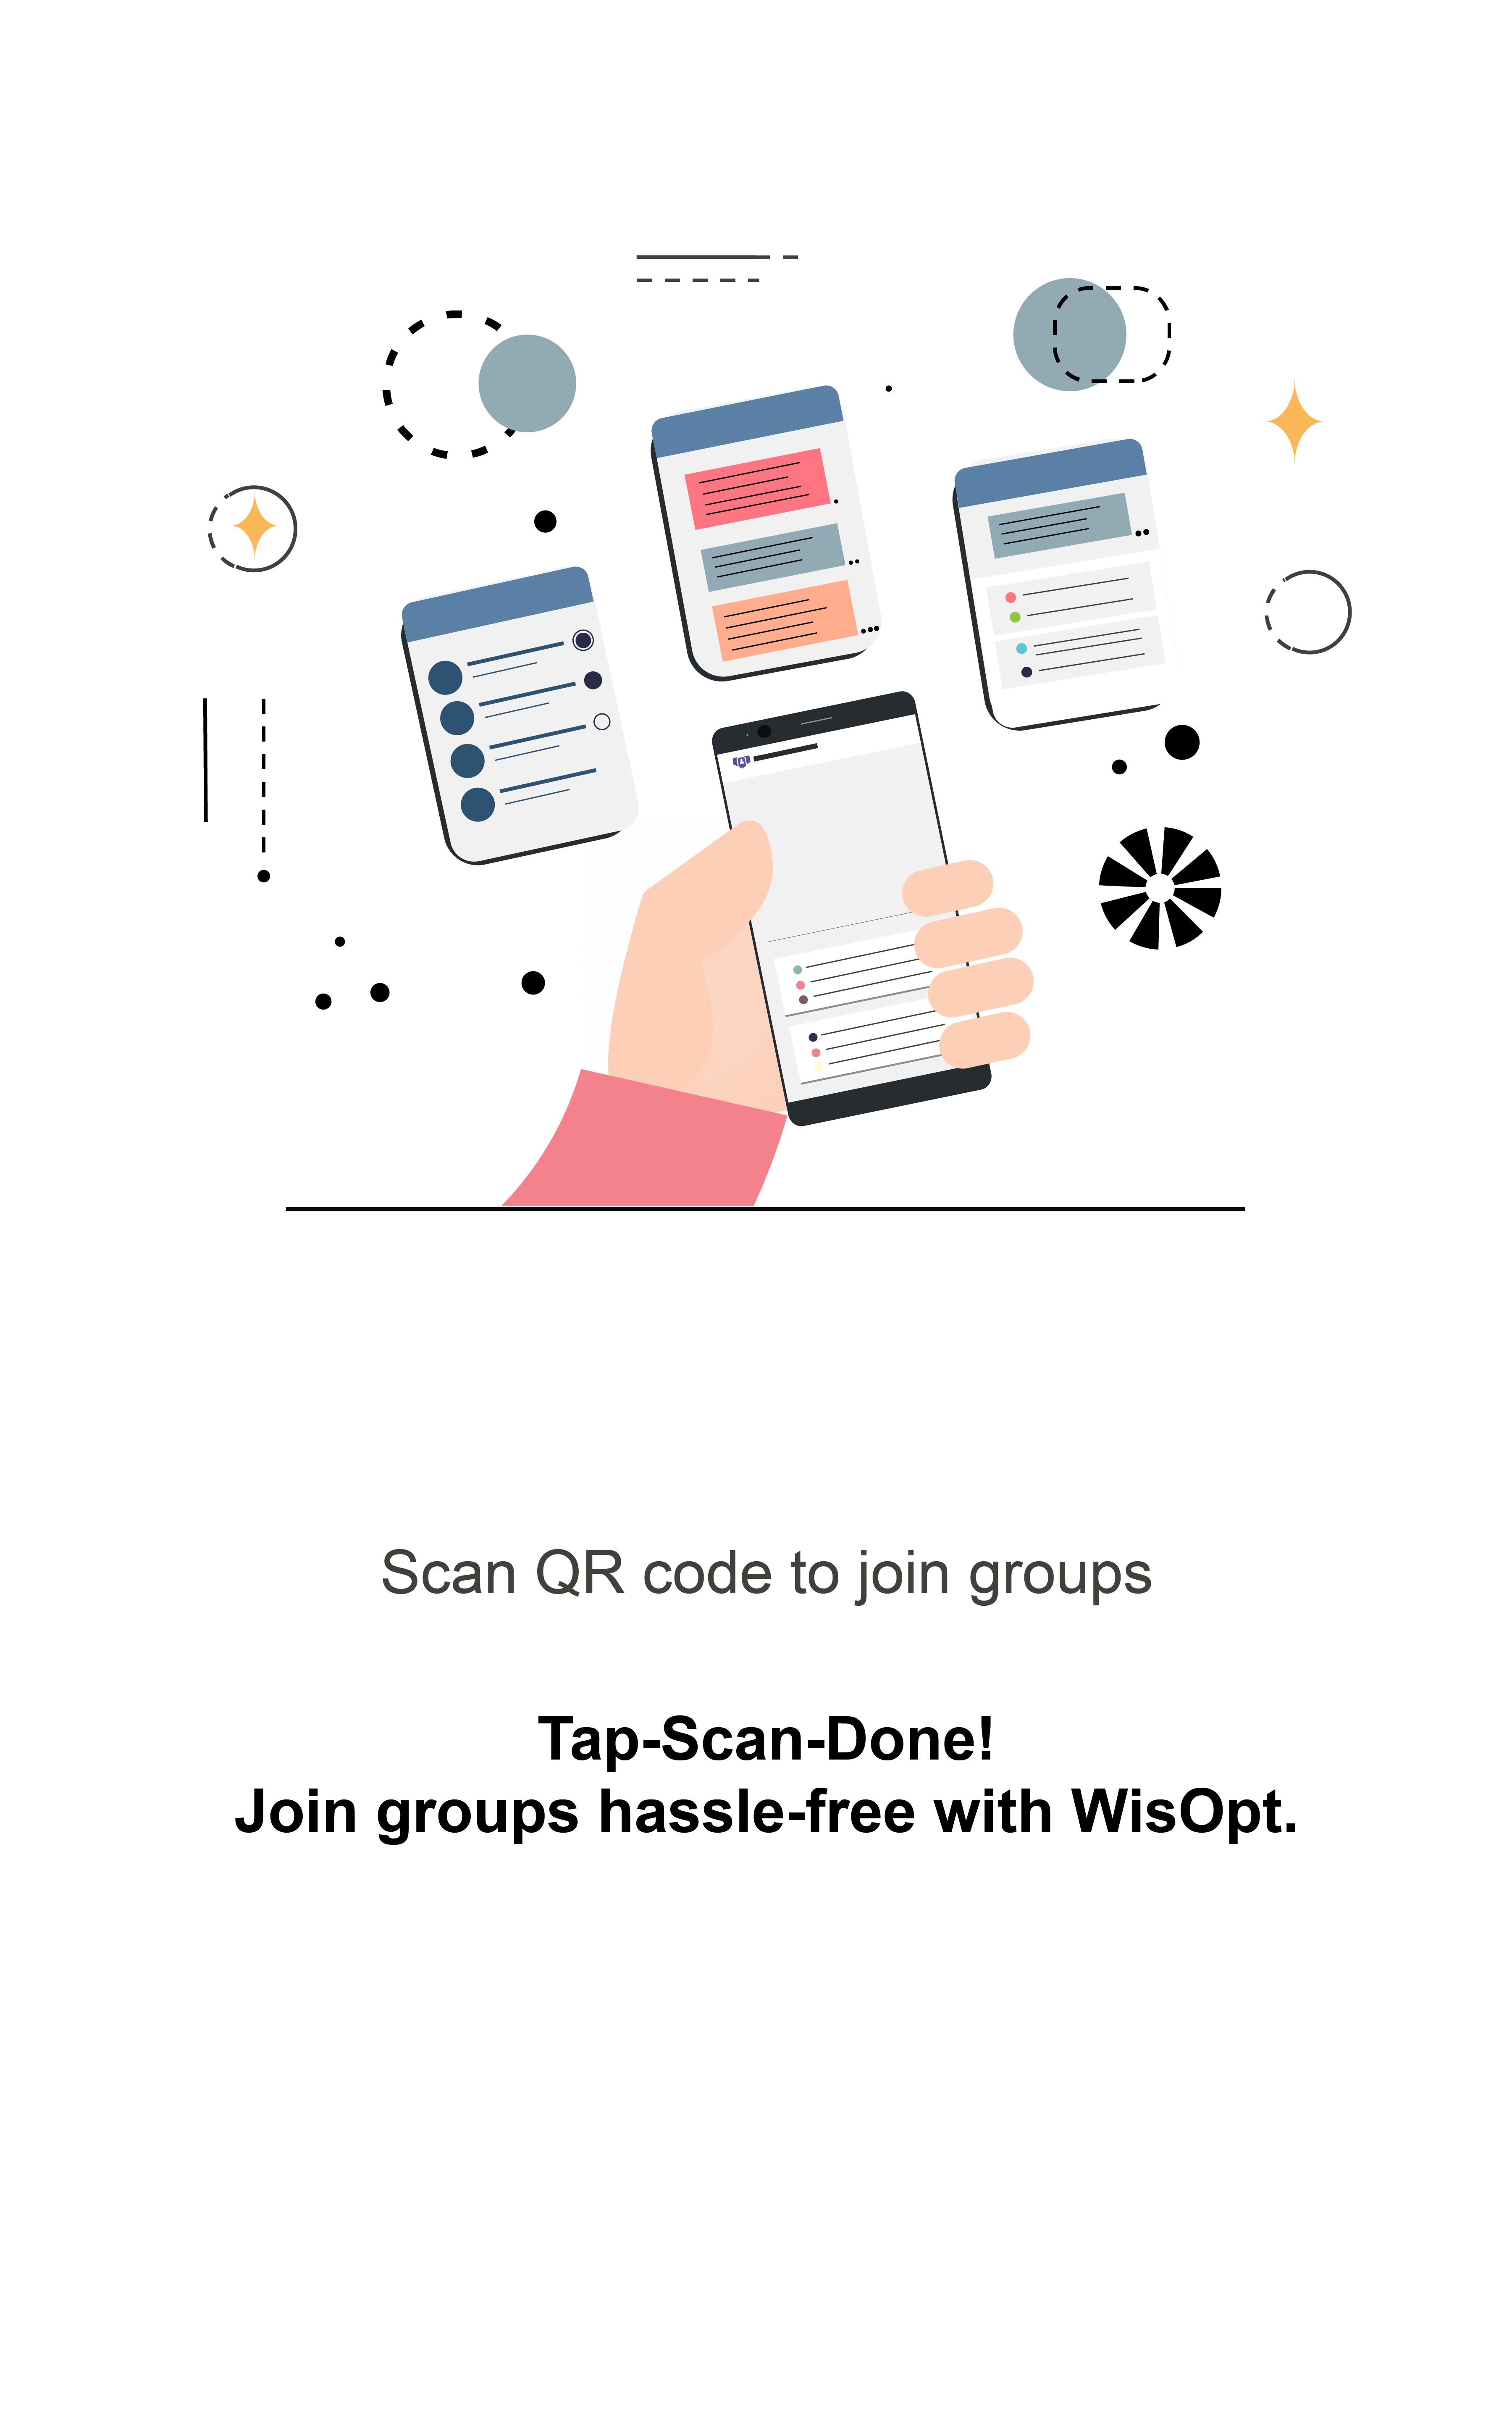 Scan QR code to join groups
Tap-Scan-Done!
Join groups hassle-free with WisOpt.